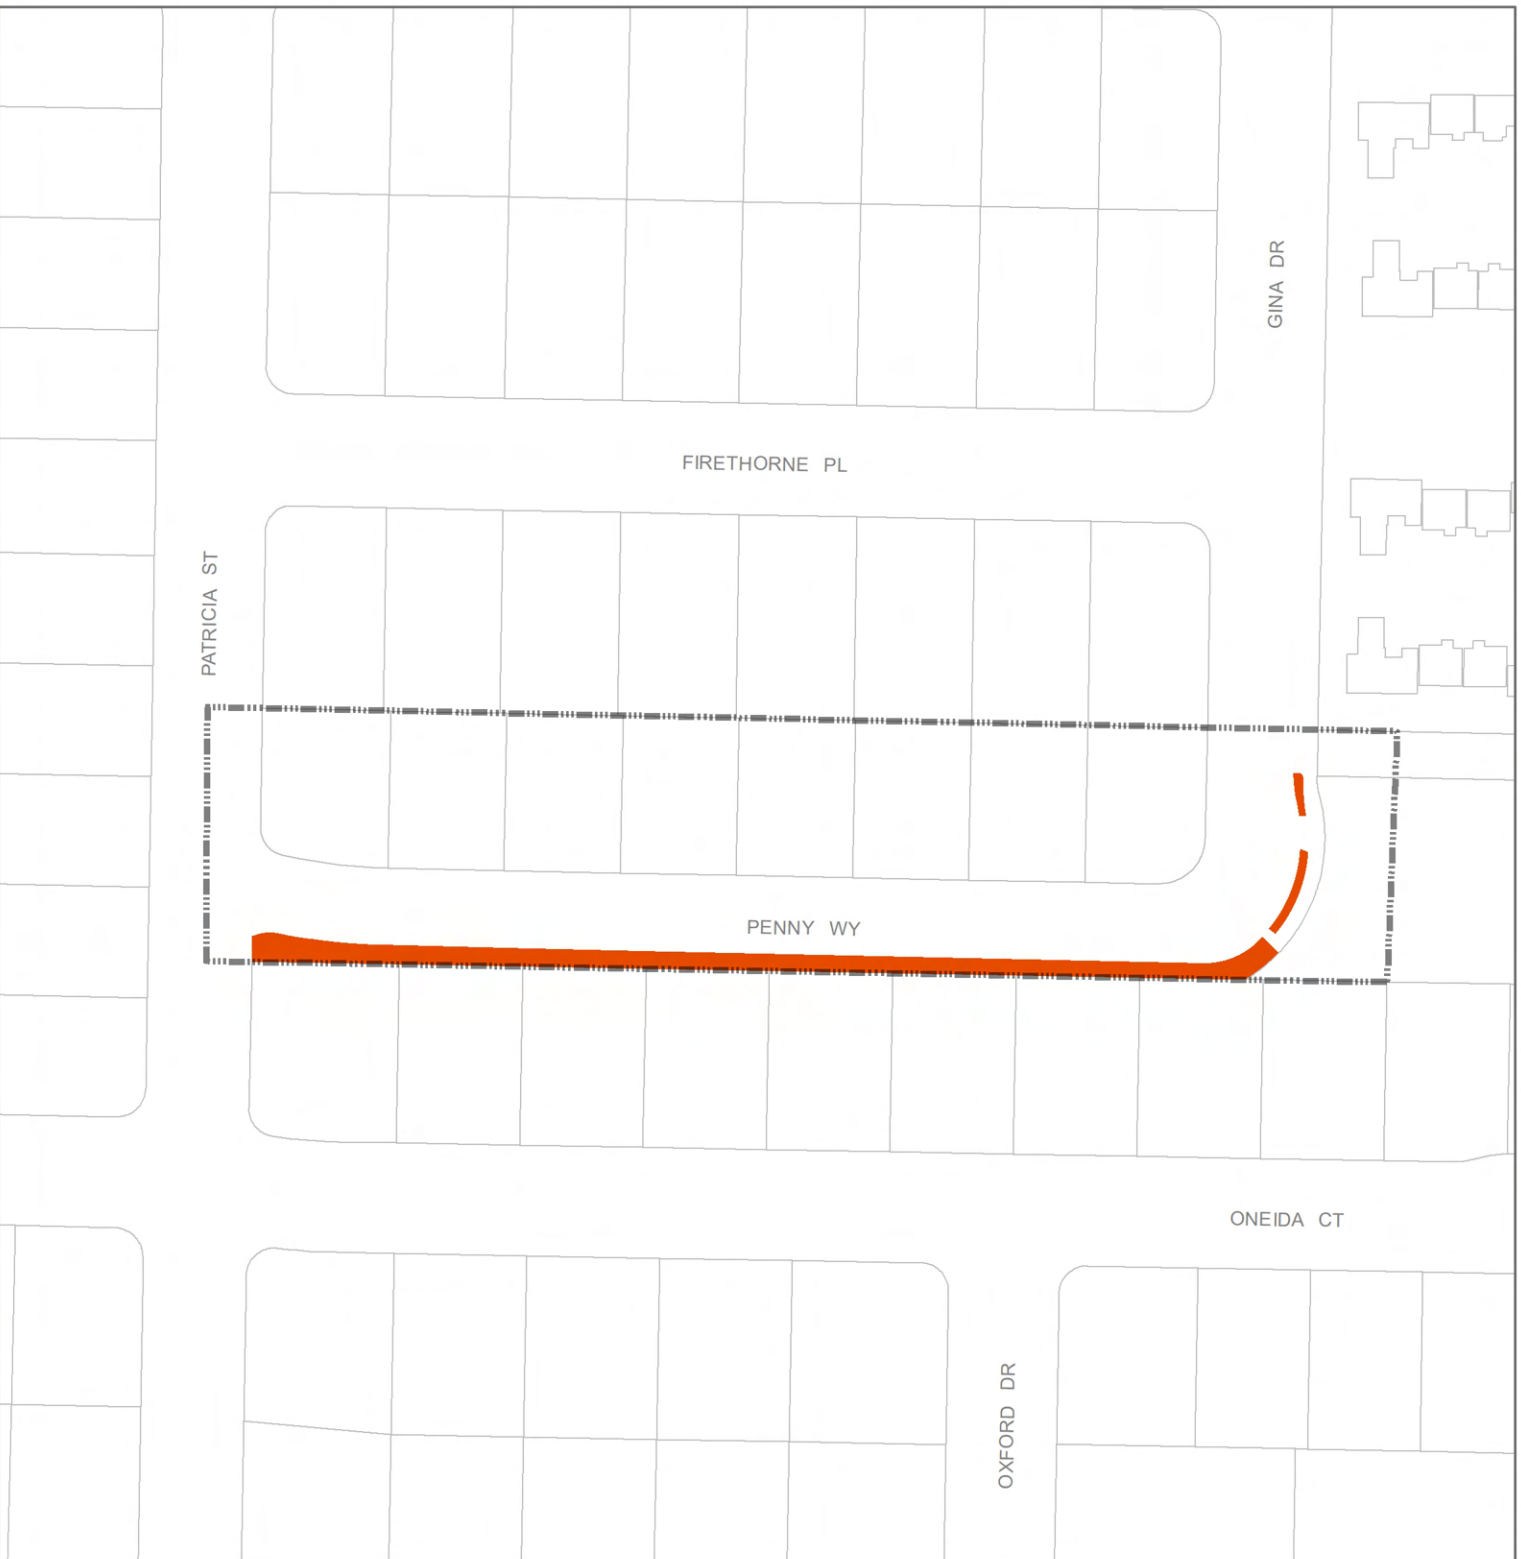 GINA DR
FIRETHORNE PL
PATRICIA ST
PENNY WY
ONEIDA CT
OXFORD DR